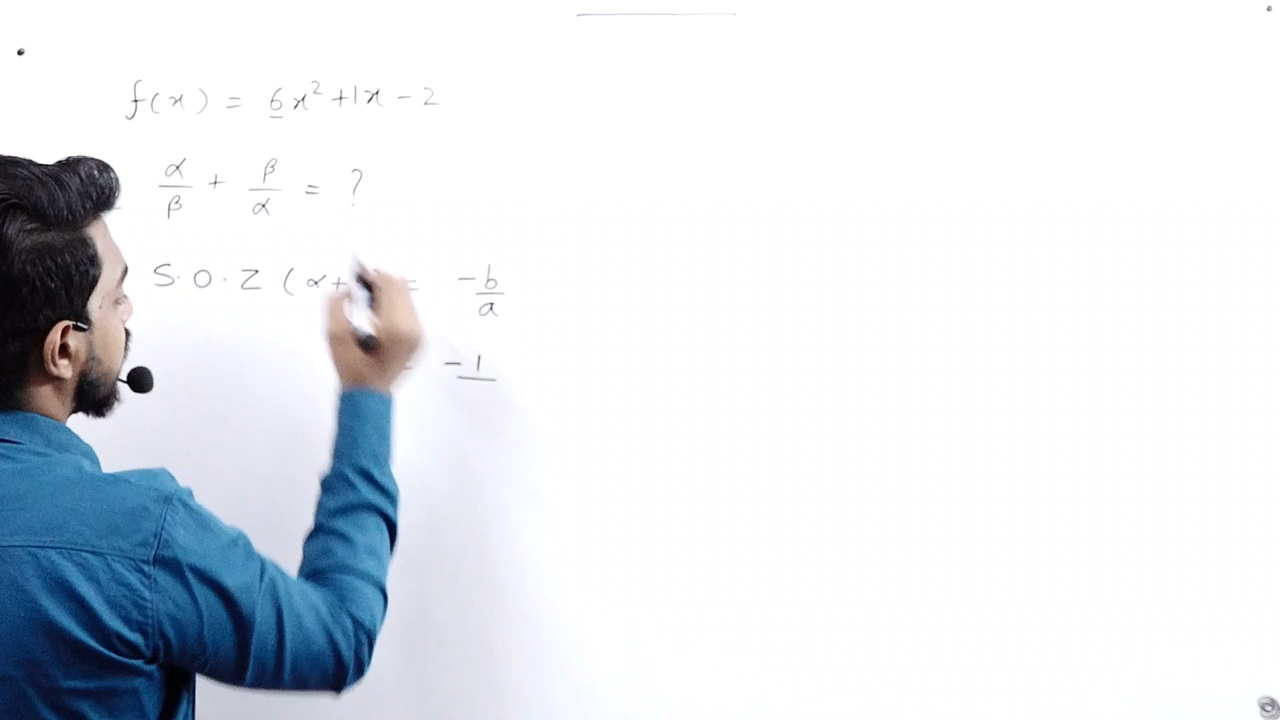 f(x) = 6x² + 1x - 2
α/β + β/α = ?
S.O.Z (α+ = -b/a
= -1